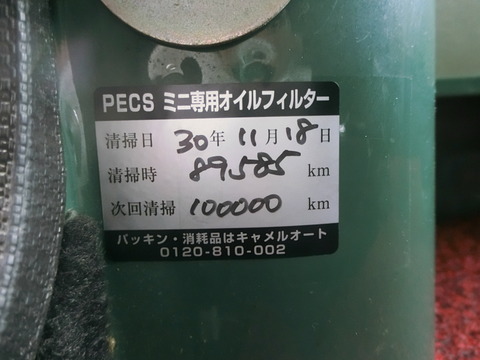 PECS ミニ専用オイルフィルター
清掃日 30年 11月 18日
清掃時 89585 km
次回清掃 100000 km
パッキン・消耗品はキャメルオート
0120-810-002